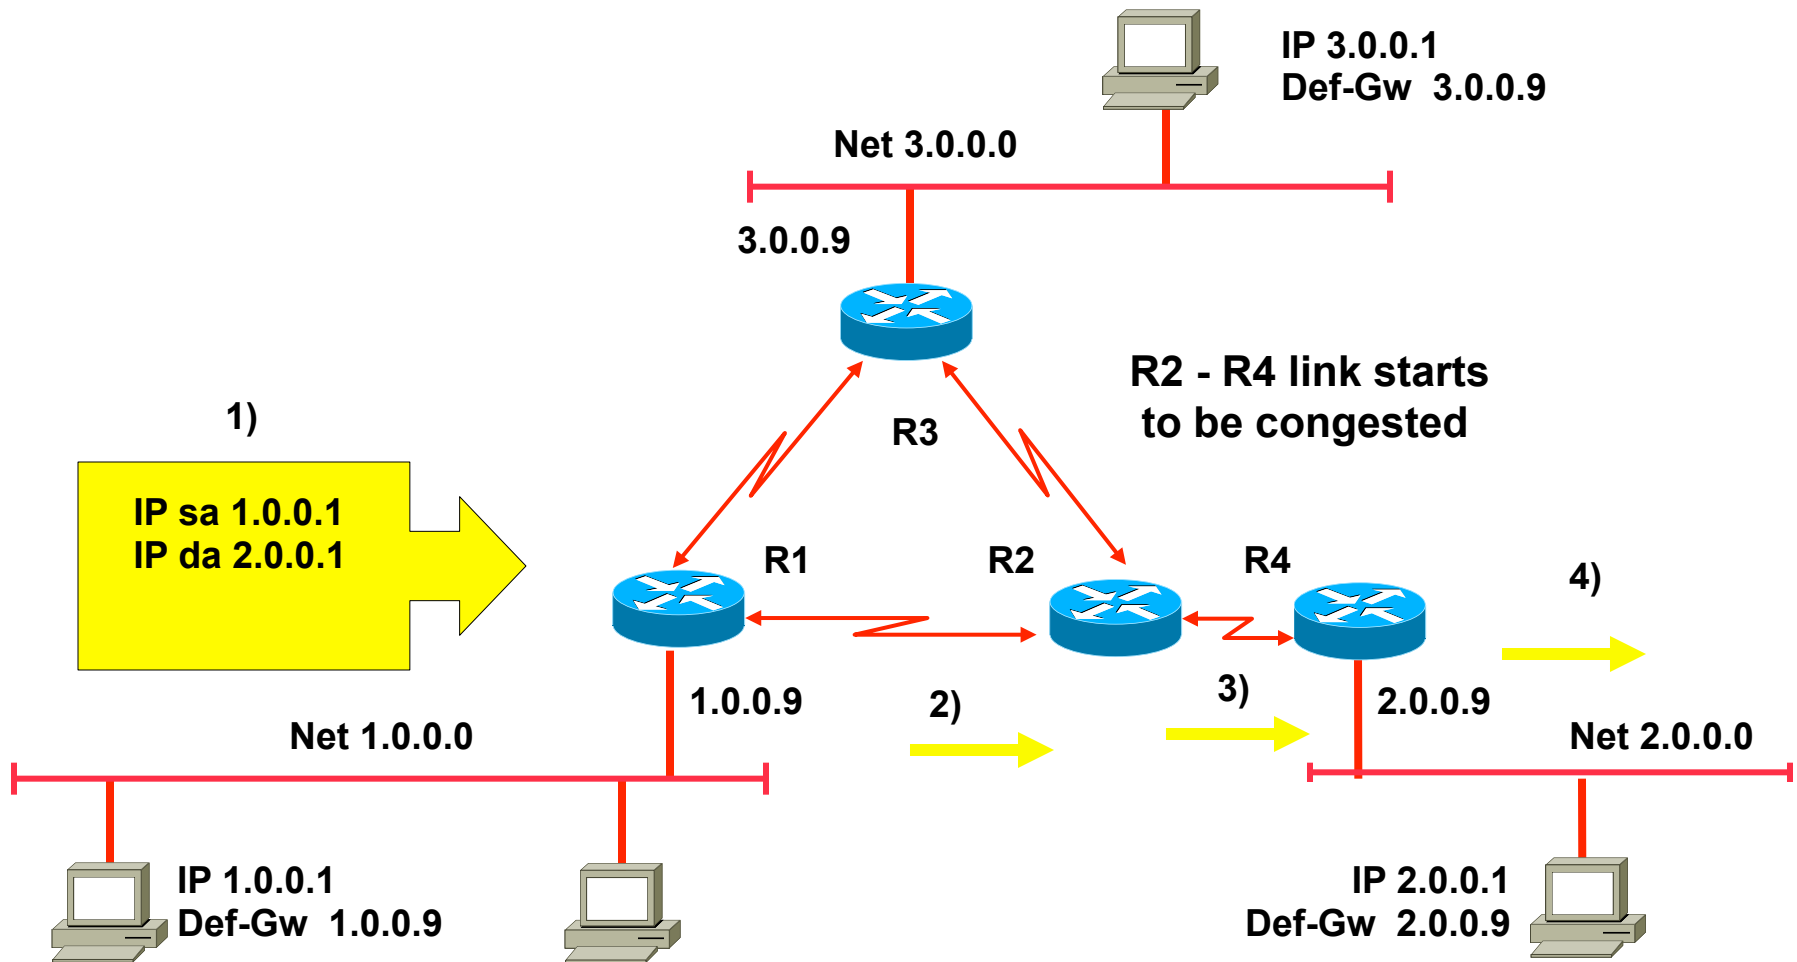 IP 3.0.0.1
Def-Gw 3.0.0.9
Net 3.0.0.0
3.0.0.9
R2 - R4 link starts
to be congested
1)
R3
IP sa 1.0.0.1
IP da 2.0.0.1
R1
R2
R4
4)
1.0.0.9
2)
3)
2.0.0.9
Net 1.0.0.0
Net 2.0.0.0
IP 1.0.0.1
Def-Gw 1.0.0.9
IP 2.0.0.1
Def-Gw 2.0.0.9